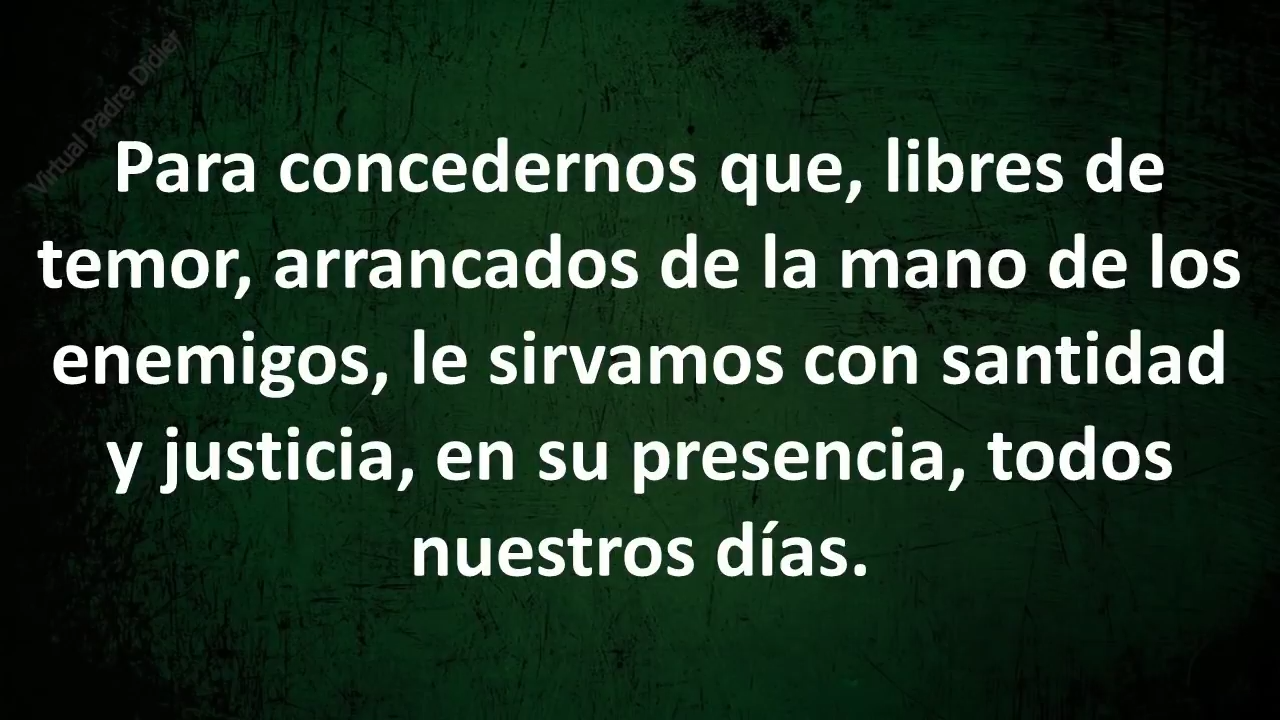 Virtual Padre Didier
Para concedernos que, libres de
temor, arrancados de la mano de los
enemigos, le sirvamos con santidad
y justicia, en su presencia, todos
nuestros días.